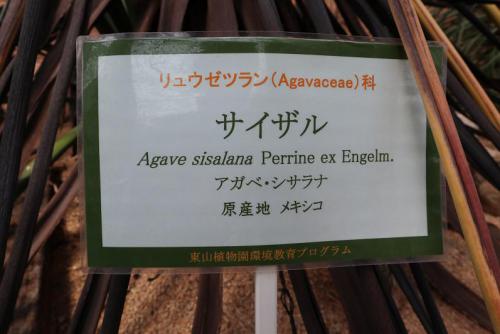 リュウゼツラン(Agavaceae)科
サイザル
Agave sisalana Perrine ex Engelm.
アガベ・シサラナ
原産地 メキシコ
東山植物園環境教育プログラム